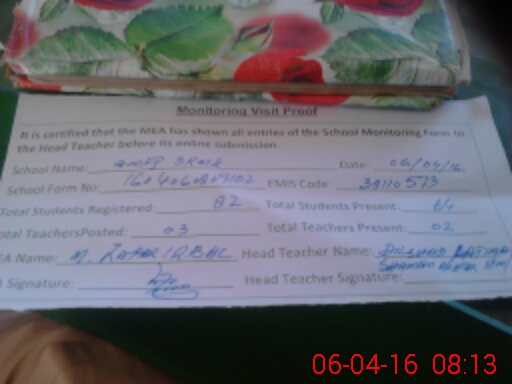 Monitoring Visit Proof
It is certified that the MEA has shown all entries of the School Monitoring form to
the Head Teacher before its online submission.
School Name: Date: 06/04/16
School Form No: EMIS Code: 38110573
Total Students Registered: 82 Total Students Present: 64
Total TeachersPosted: 03 Total Teachers Present: 02
EA Name: M. ZAFAR IQBAL Head Teacher Name:
A Signature: Head Teacher Signature:
06-04-16 08:13